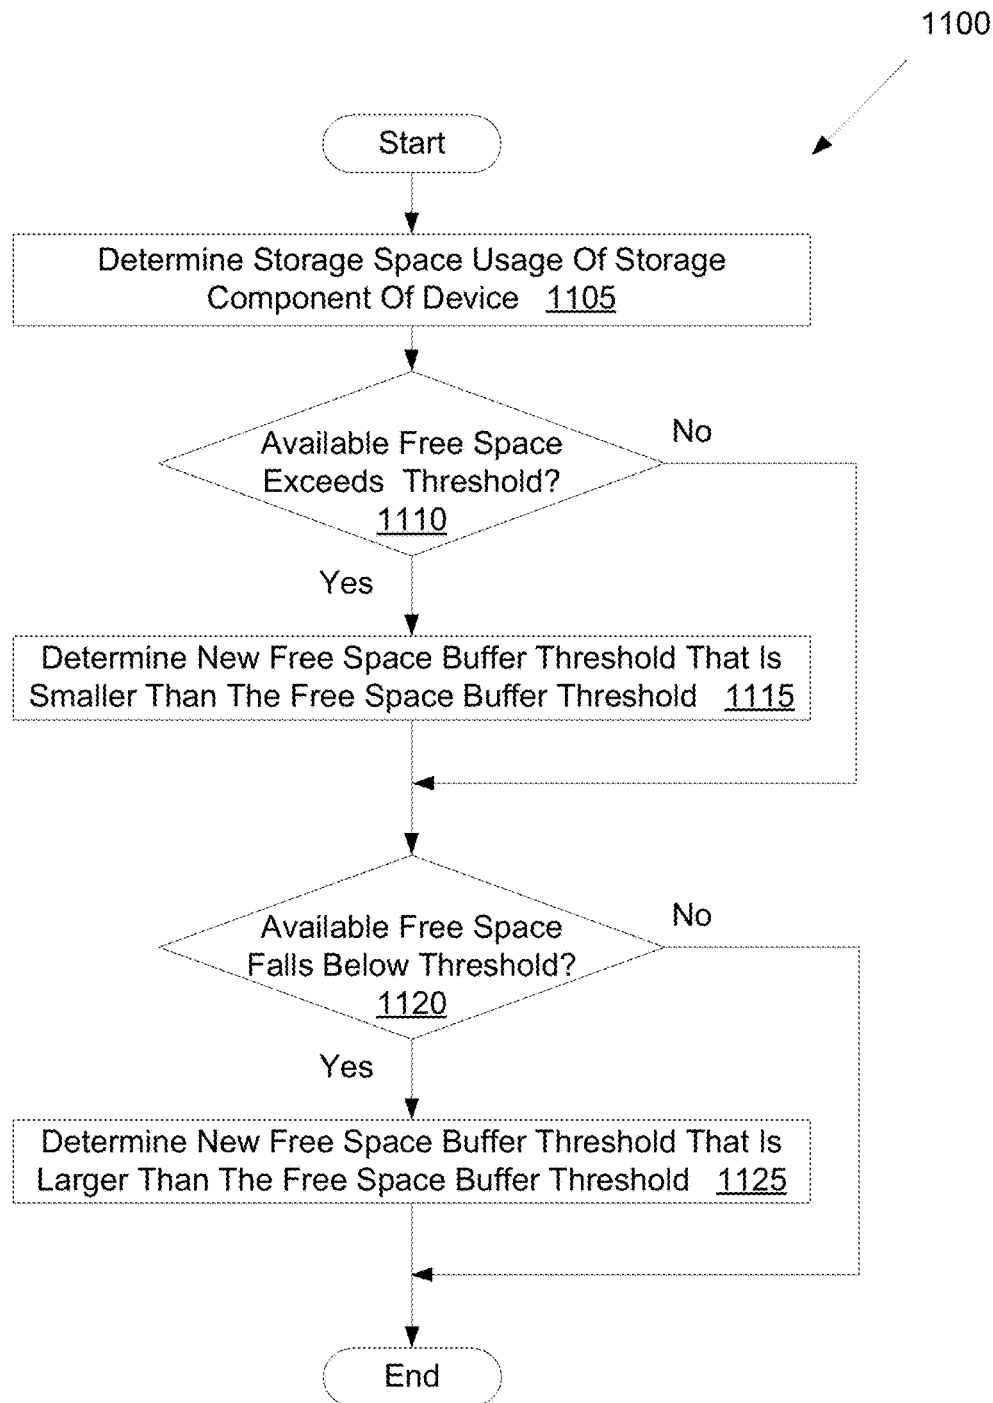 1100
Start
Determine Storage Space Usage Of Storage
Component Of Device 1105
Available Free Space
Exceeds Threshold?
1110
No
Yes
Determine New Free Space Buffer Threshold That Is
Smaller Than The Free Space Buffer Threshold 1115
Available Free Space
Falls Below Threshold?
1120
No
Yes
Determine New Free Space Buffer Threshold That Is
Larger Than The Free Space Buffer Threshold 1125
End